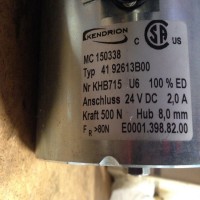 KENDRION
C US
MC 150338
Typ 41 92613B00
Nr KHB715 U6 100 % ED
Anschluss 24 V DC 2,0 A
Kraft 500 N Hub 8,0 mm
F E >80N E0001.398.82.00